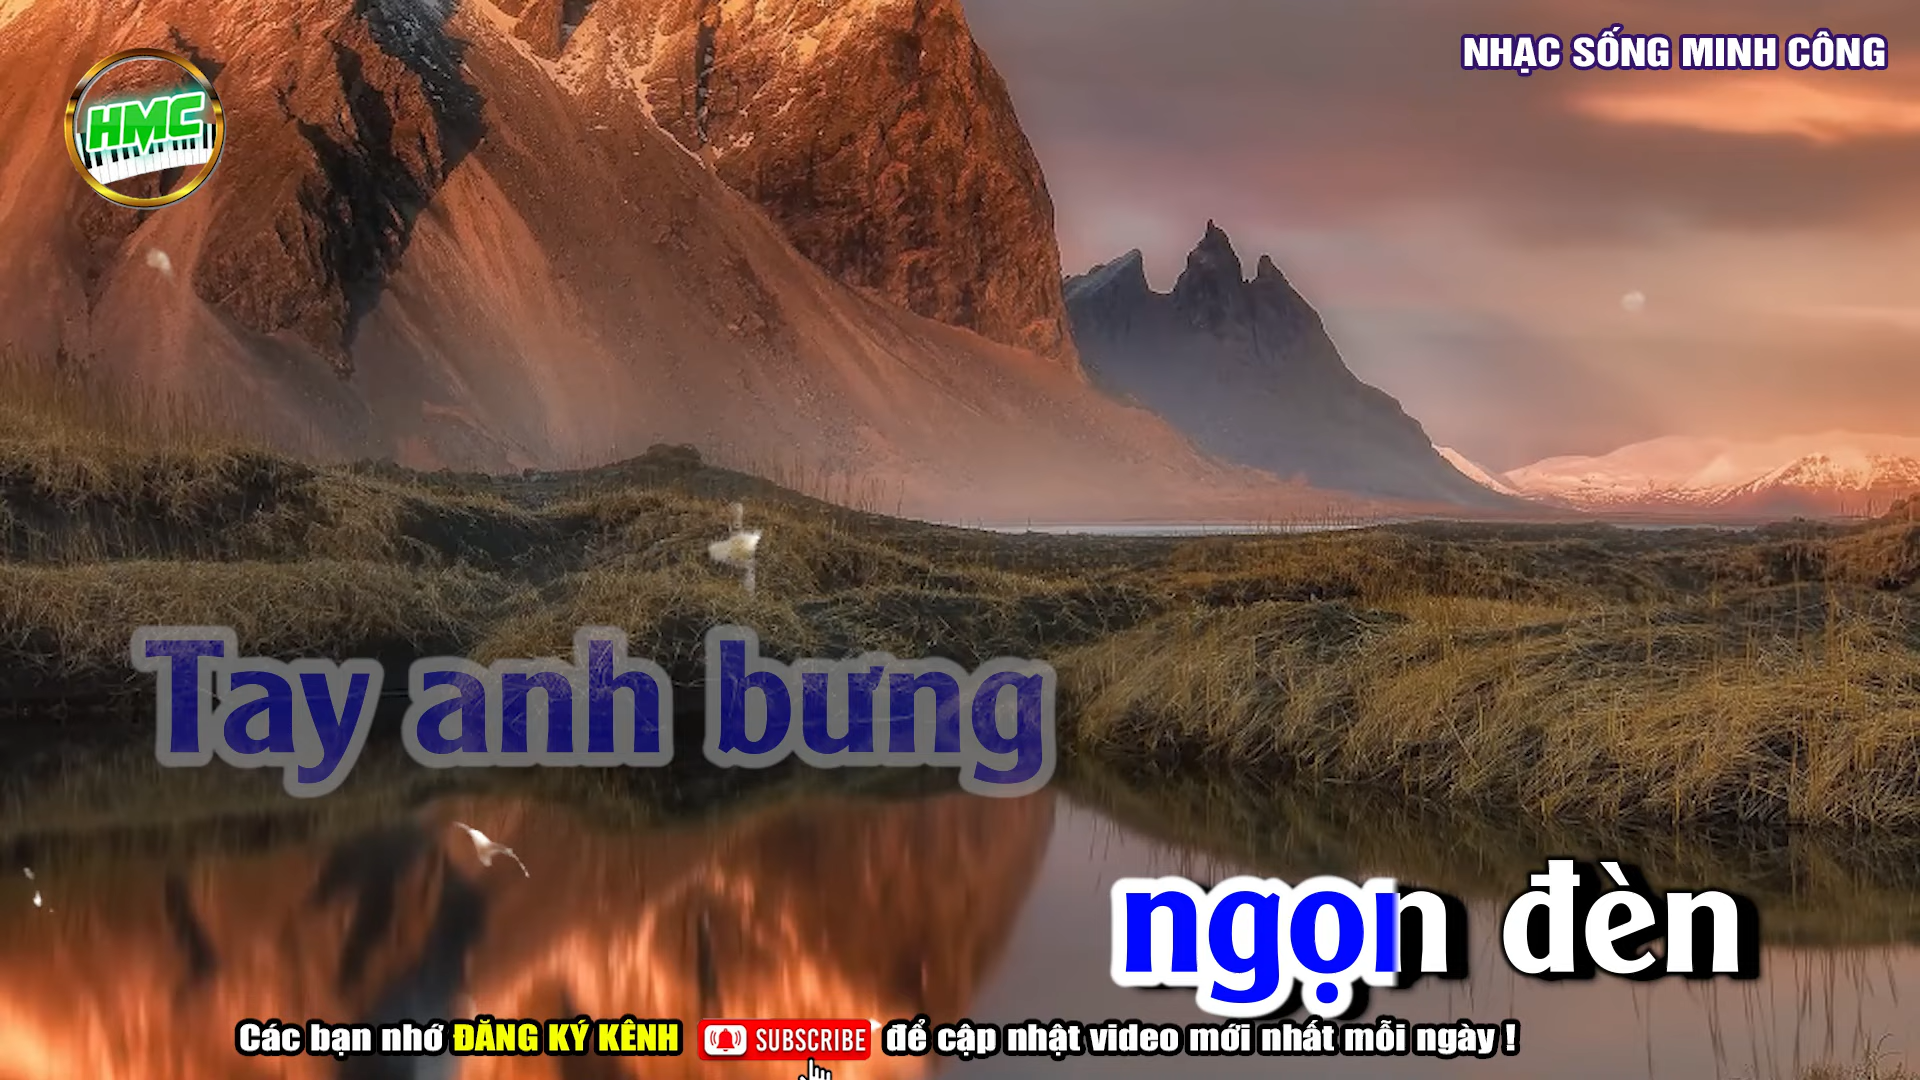 NHẠC SỐNG MINH CÔNG
HMC
Tay anh bưng
ngọn đèn
Các bạn nhớ ĐĂNG KÝ KÊNH SUBSCRIBE để cập nhật video mới nhất mỗi ngày !